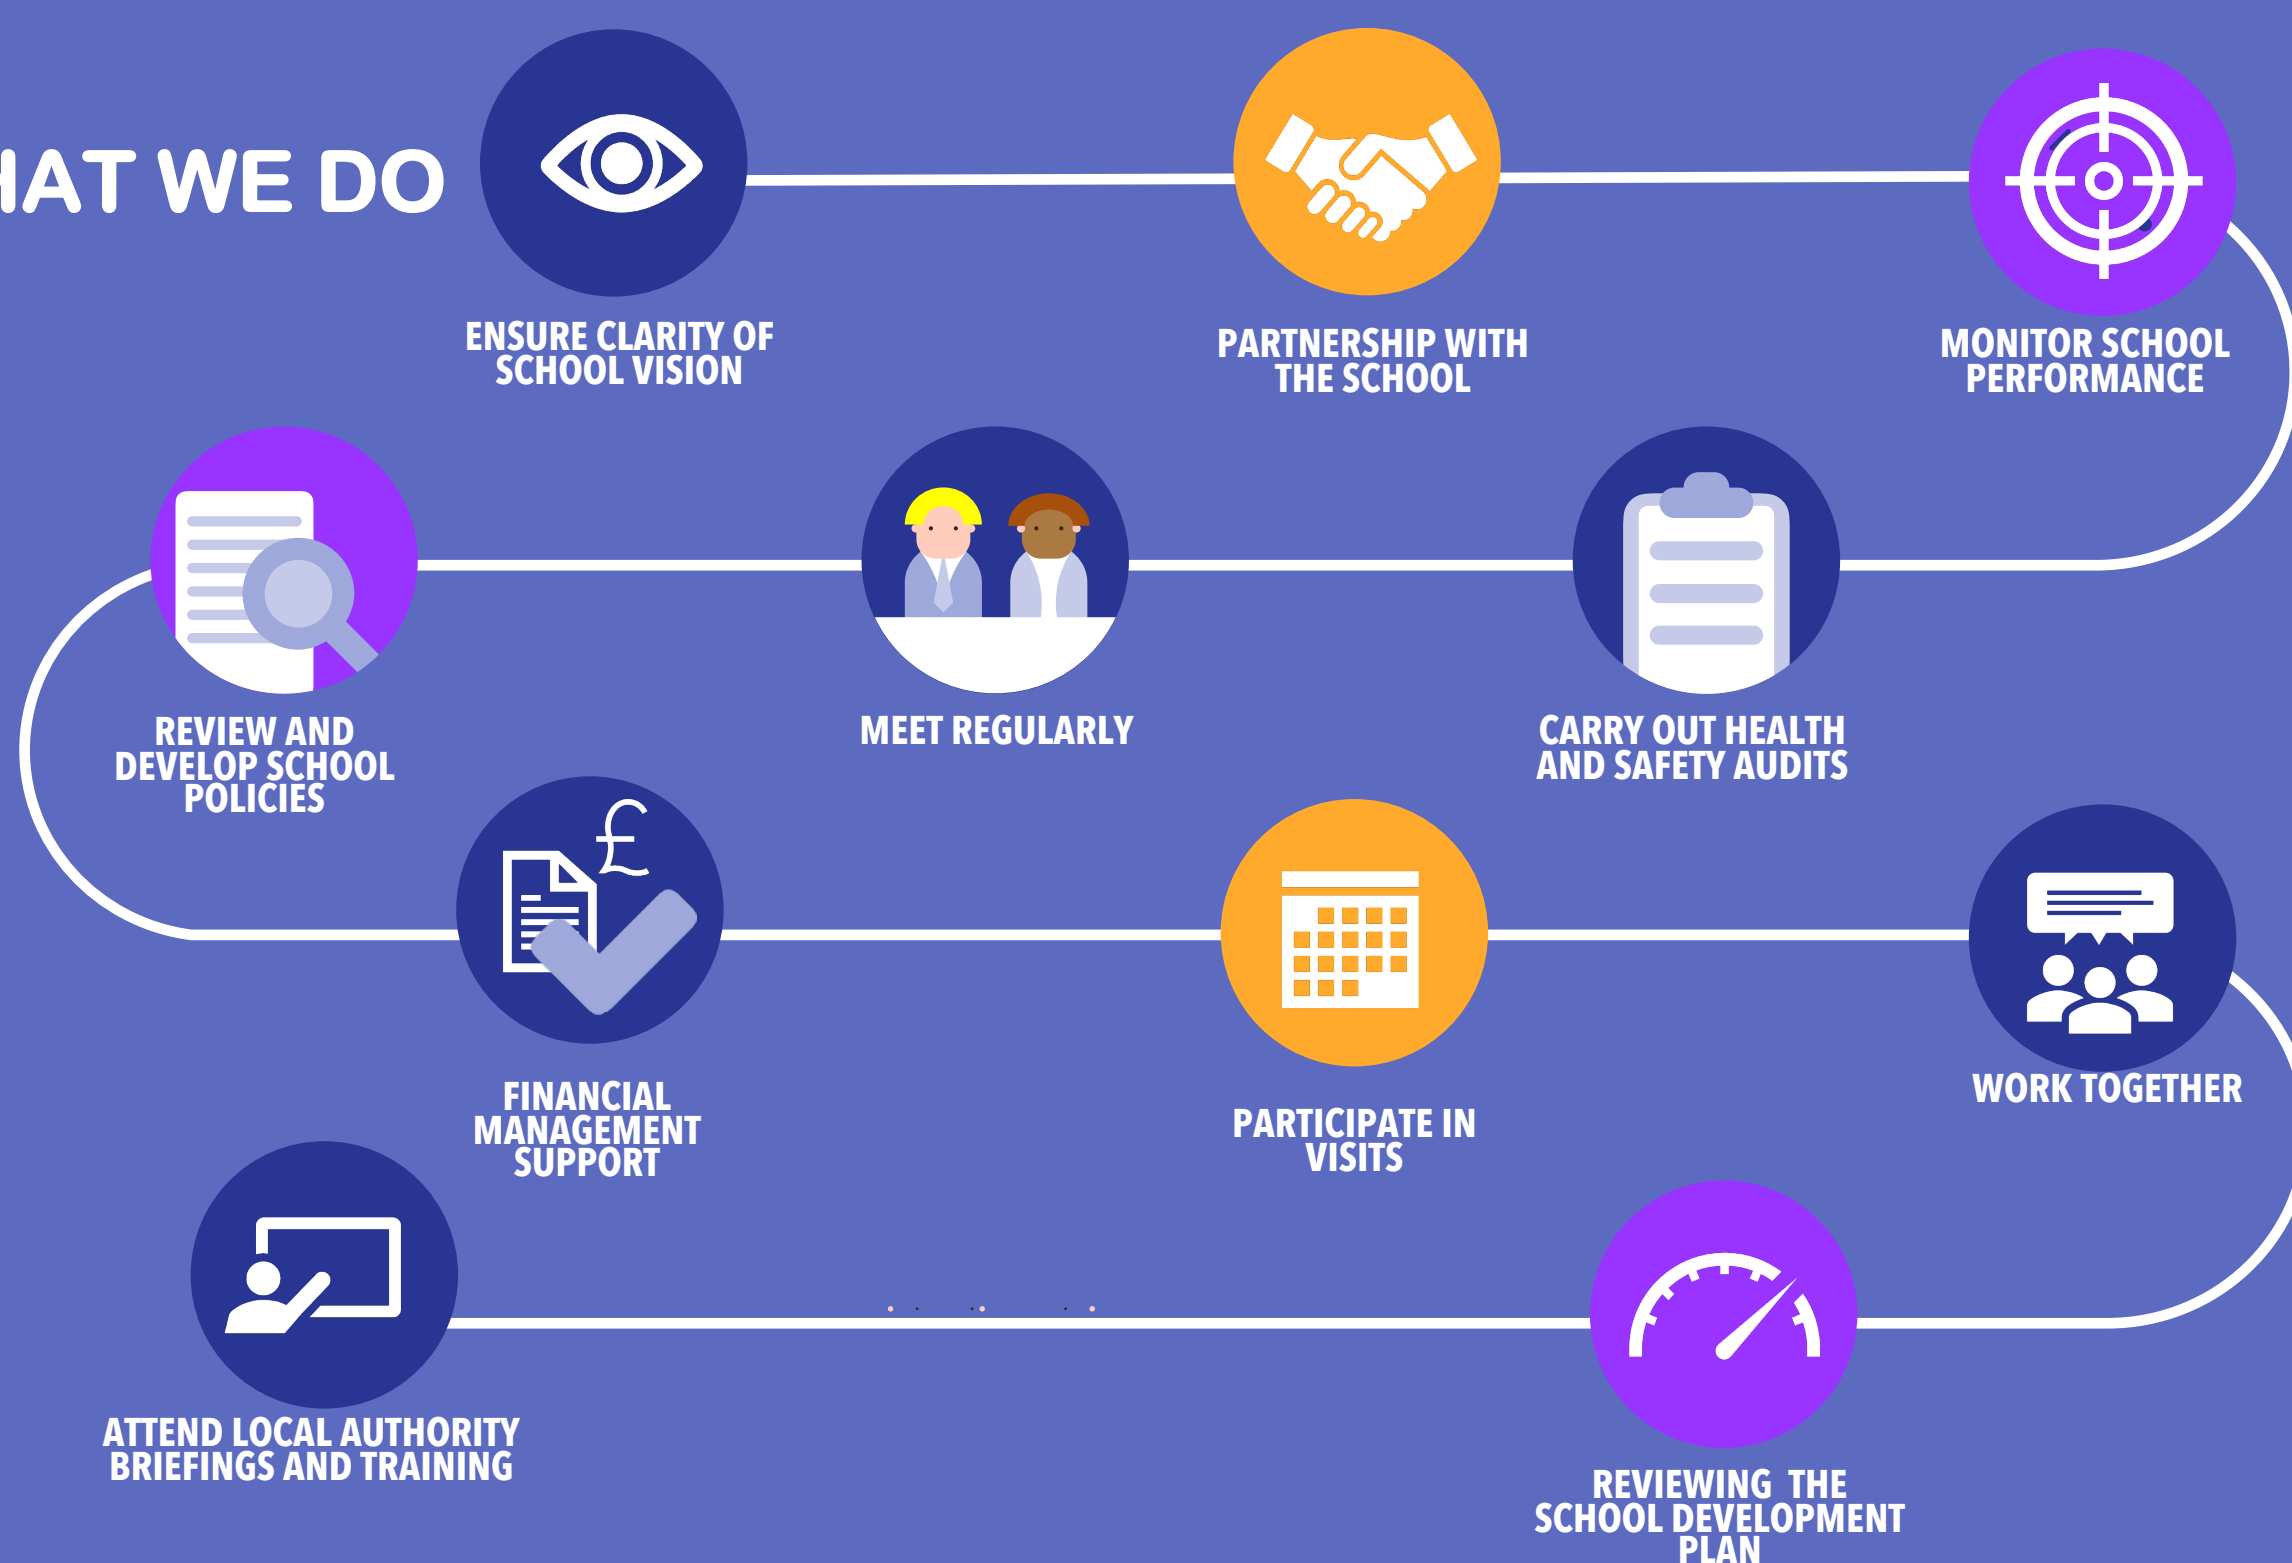 HAT WE DO
ENSURE CLARITY OF
SCHOOL VISION
PARTNERSHIP WITH
THE SCHOOL
MONITOR SCHOOL
PERFORMANCE
REVIEW AND
DEVELOP SCHOOL
POLICIES
MEET REGULARLY
CARRY OUT HEALTH
AND SAFETY AUDITS
£
FINANCIAL
MANAGEMENT
SUPPORT
PARTICIPATE IN
VISITS
WORK TOGETHER
ATTEND LOCAL AUTHORITY
BRIEFINGS AND TRAINING
REVIEWING THE
SCHOOL DEVELOPMENT
PLAN